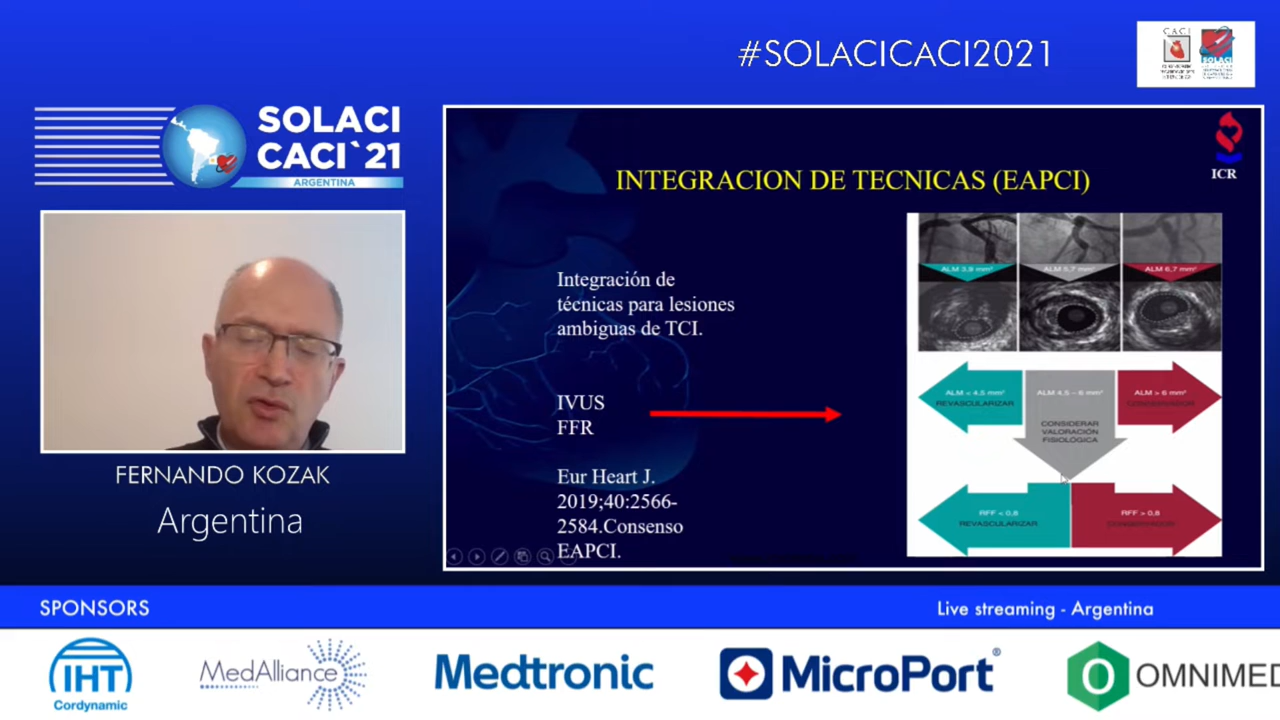 #SOLACICACI2021
CACI
SOLACI
SOLACI
CACI`21
ARGENTINA
FERNANDO KOZAK
Argentina
ICR
INTEGRACION DE TECNICAS (EAPCI)
Integración de
técnicas para lesiones
ambiguas de TCI.
IVUS
FFR
Eur Heart J.
2019;40:2566-
2584.Consenso
EAPCI.
ALM 3,9 mm²
ALM 5,7 mm²
ALM 6,7 mm²
ALM < 4,5 mm²
REVASCULARIZAR
ALM 4,5 – 6 mm²
CONSIDERAR
VALORACIÓN
FISIOLÓGICA
ALM > 6 mm²
CONSERVADOR
RFF < 0,8
REVASCULARIZAR
RFF > 0,8
CONSERVADOR
SPONSORS
Live streaming - Argentina
IHT
Cordynamic
MedAlliance
Medtronic
MicroPort®
OMNIMED